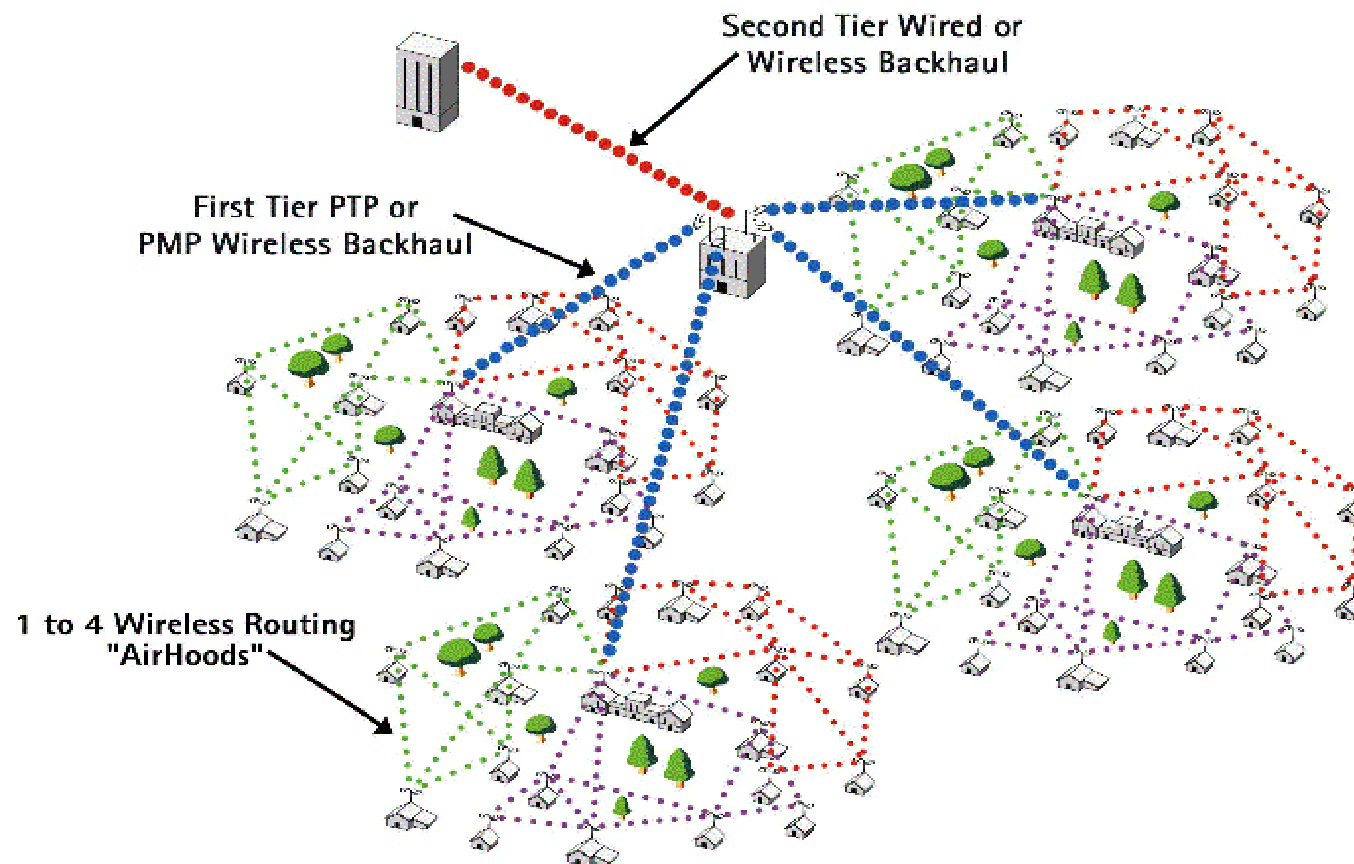 Second Tier Wired or
Wireless Backhaul
First Tier PTP or
PMP Wireless Backhaul
1 to 4 Wireless Routing
"AirHoods"